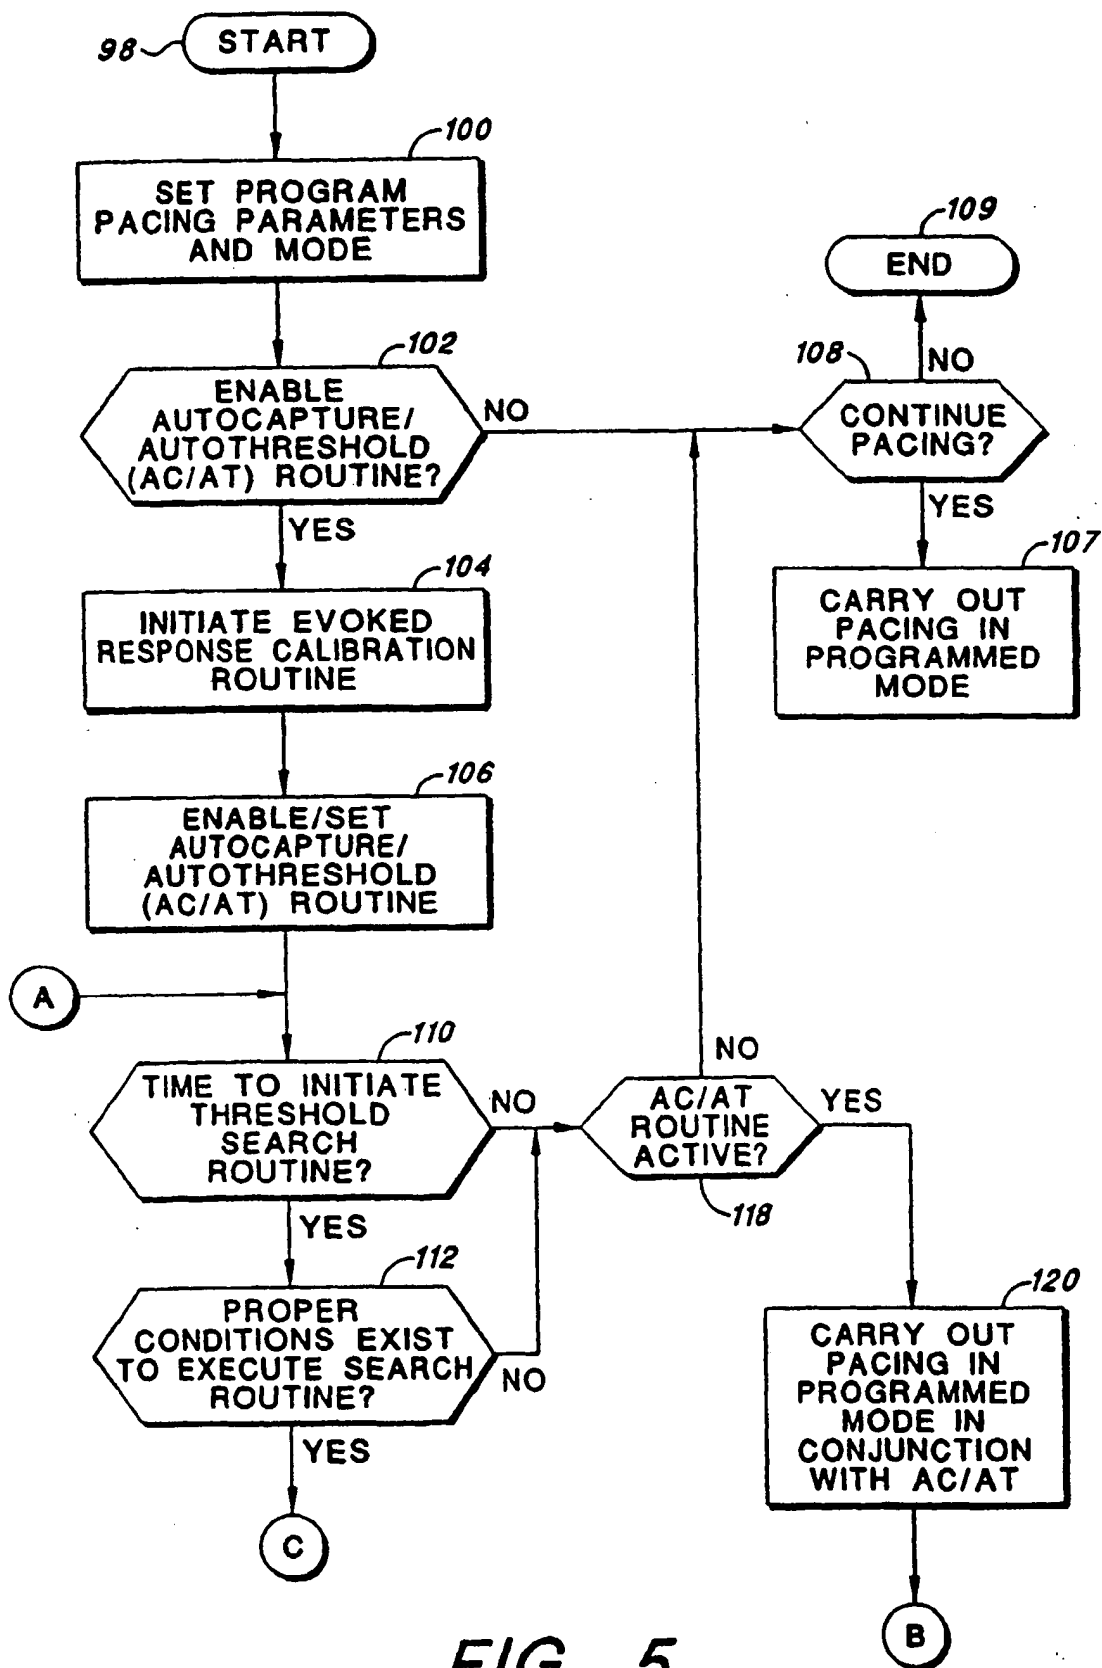 98
START
100
SET PROGRAM
PACING PARAMETERS
AND MODE
109
END
102
ENABLE
AUTOCAPTURE/
AUTOTHRESHOLD
(AC/AT) ROUTINE?
NO
108
NO
CONTINUE
PACING?
YES
YES
107
CARRY OUT
PACING IN
PROGRAMMED
MODE
104
INITIATE EVOKED
RESPONSE CALIBRATION
ROUTINE
106
ENABLE/SET
AUTOCAPTURE/
AUTOTHRESHOLD
(AC/AT) ROUTINE
A
110
TIME TO INITIATE
THRESHOLD
SEARCH
ROUTINE?
NO
NO
AC/AT
ROUTINE
ACTIVE?
YES
118
YES
112
PROPER
CONDITIONS EXIST
TO EXECUTE SEARCH
ROUTINE?
NO
120
CARRY OUT
PACING IN
PROGRAMMED
MODE IN
CONJUNCTION
WITH AC/AT
YES
C
B
FIG. 5